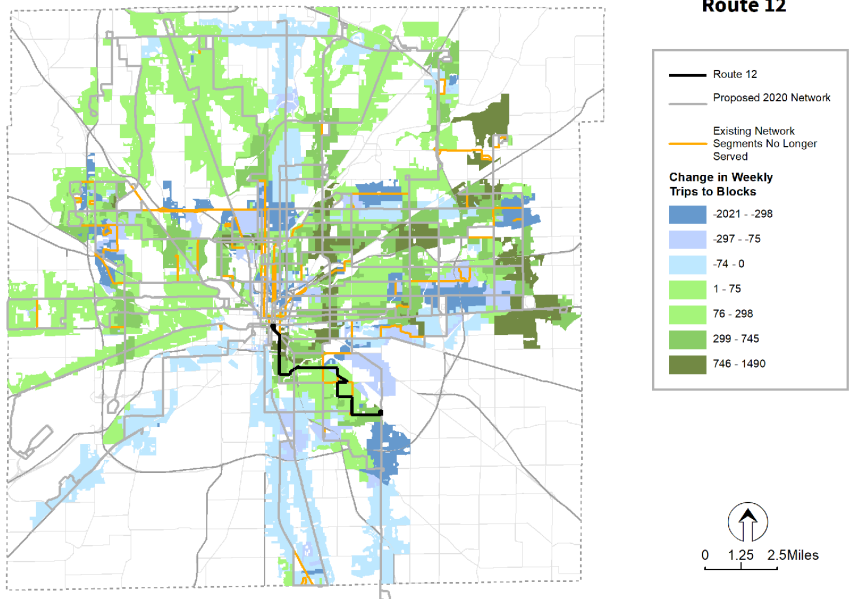 Route 12
Route 12
Proposed 2020 Network
Existing Network
Segments No Longer
Served
Change in Weekly
Trips to Blocks
-2021 - -298
-297 - -75
-74 - 0
1 - 75
76 - 298
299 - 745
746 - 1490
0 1.25 2.5Miles